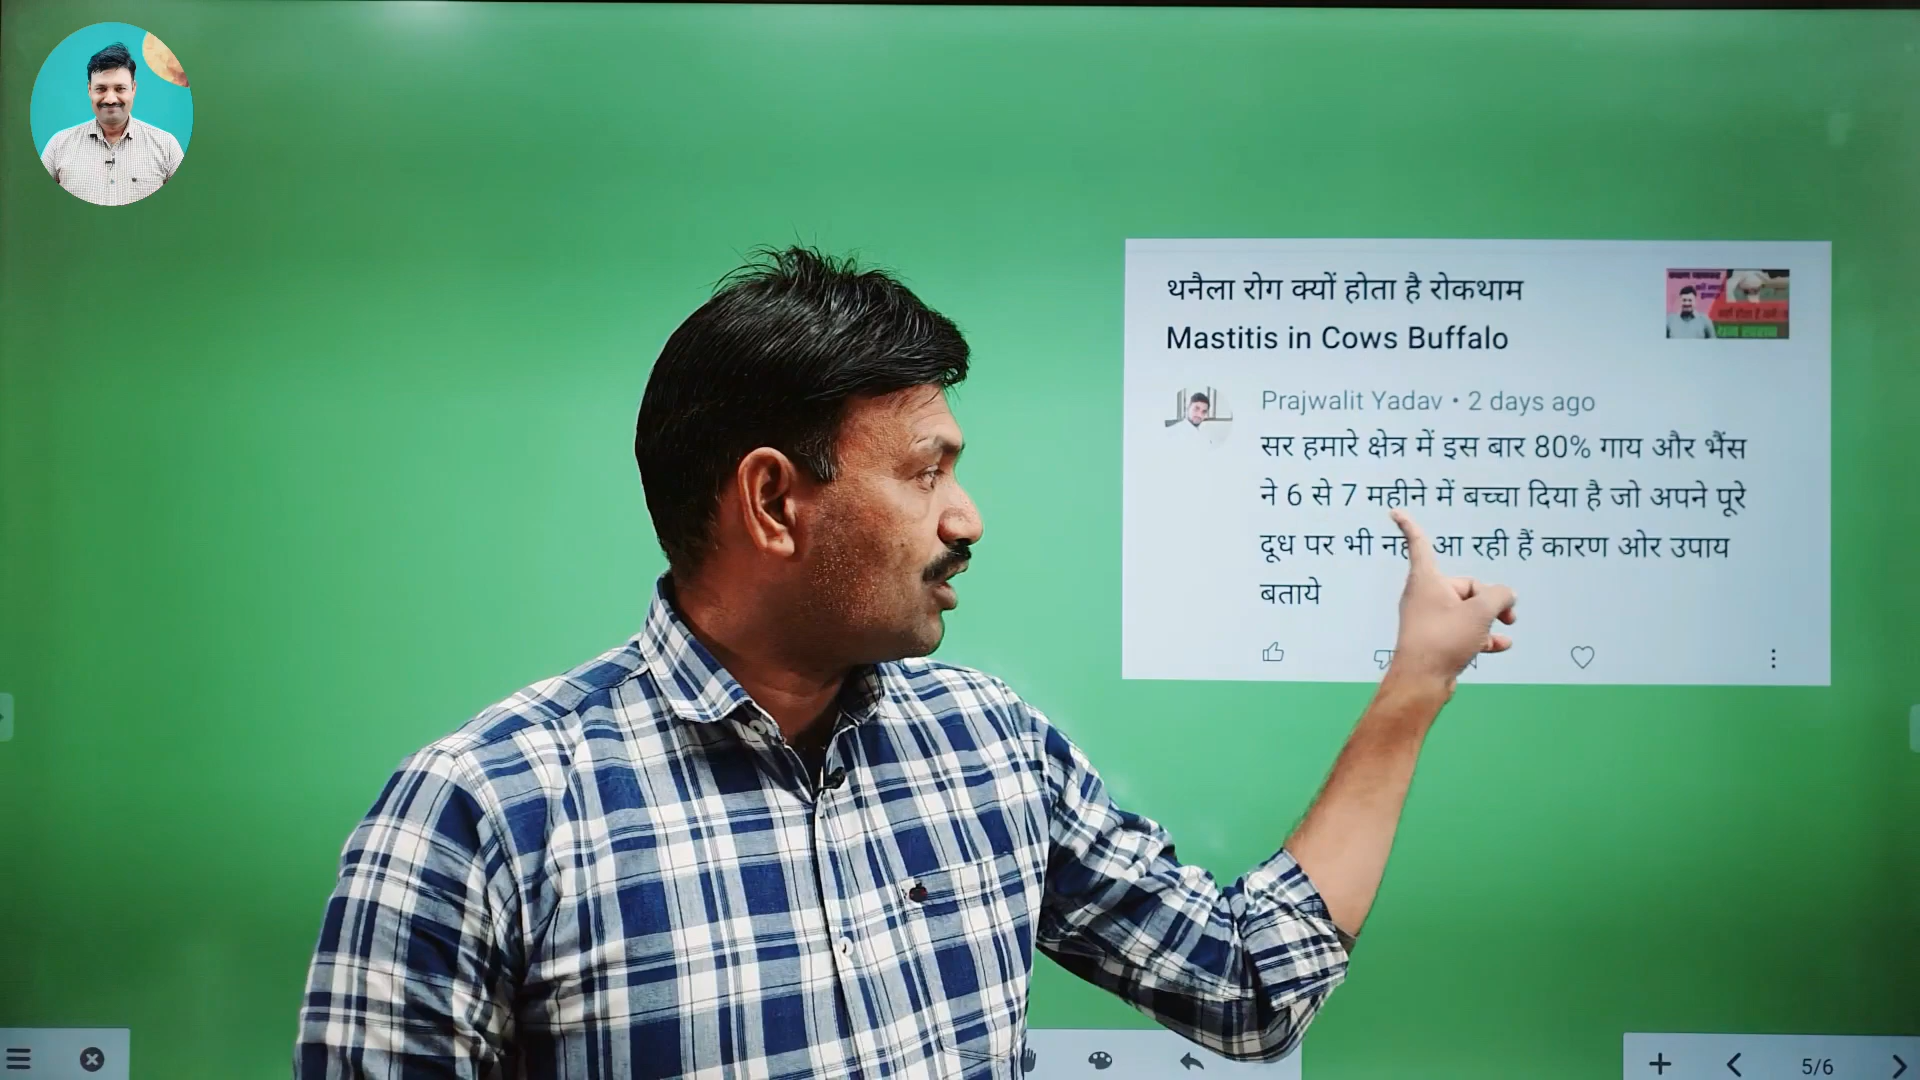 थनैला रोग क्यों होता है रोकथाम
Mastitis in Cows Buffalo
Prajwalit Yadav • 2 days ago
सर हमारे क्षेत्र में इस बार 80% गाय और भैंस
ने 6 से 7 महीने में बच्चा दिया है जो अपने पूरे
दूध पर भी आ रही हैं कारण ओर उपाय
बताये
5/6